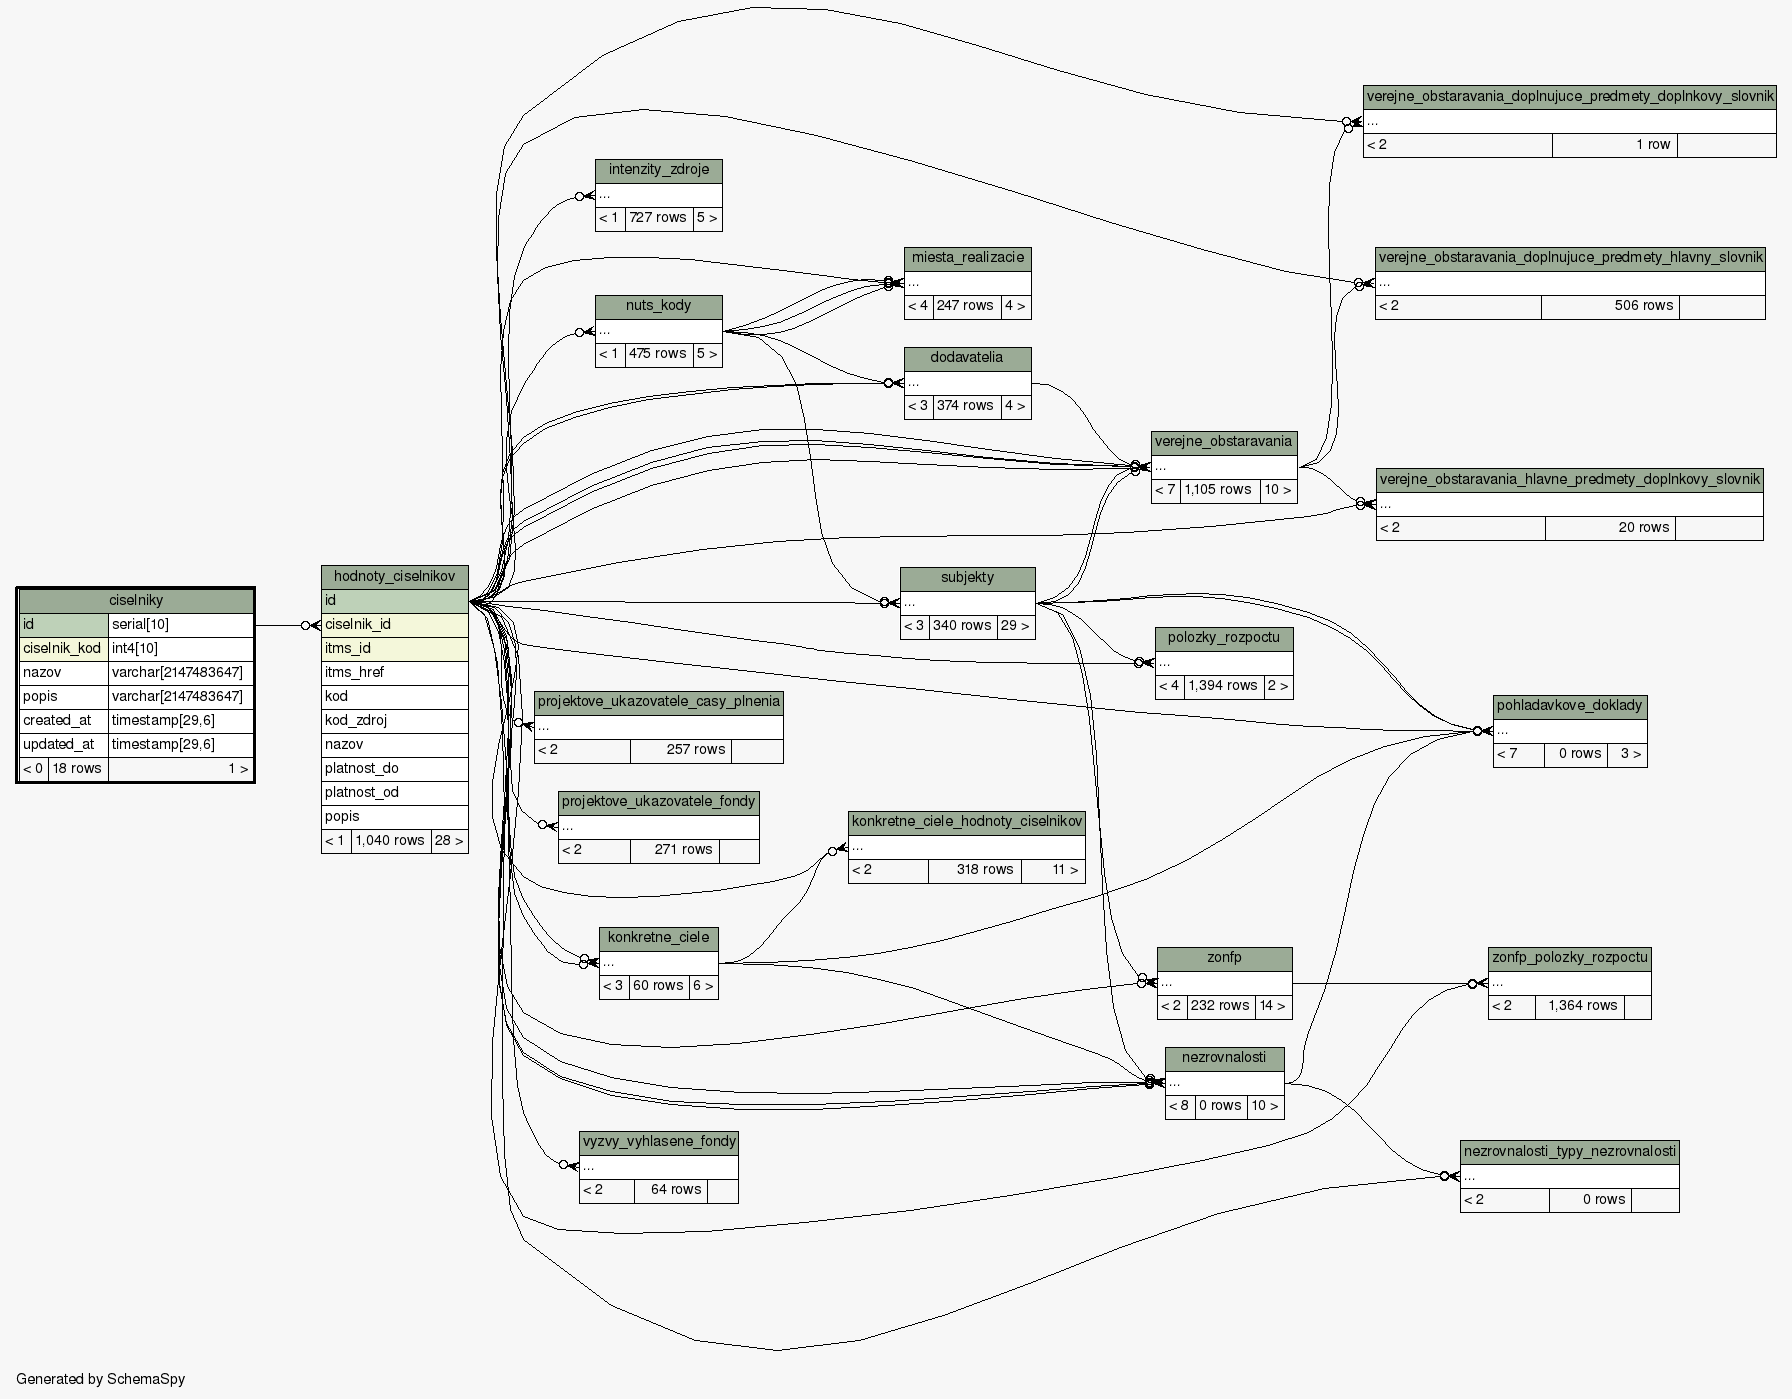 verejne_obstaravania_doplnujuce_predmety_doplnkovy_slovnik
...
< 2 1 row
intenzity_zdroje
...
< 1 727 rows 5 >
miesta_realizacie
...
< 4 247 rows 4 >
verejne_obstaravania_doplnujuce_predmety_hlavny_slovnik
...
< 2 506 rows
nuts_kody
...
< 1 475 rows 5 >
dodavatelia
...
< 3 374 rows 4 >
verejne_obstaravania
...
< 7 1,105 rows 10 >
verejne_obstaravania_hlavne_predmety_doplnkovy_slovnik
...
< 2 20 rows
ciselniky
id serial[10]
ciselnik_kod int4[10]
nazov varchar[2147483647]
popis varchar[2147483647]
created_at timestamp[29,6]
updated_at timestamp[29,6]
< 0 18 rows 1 >
hodnoty_ciselnikov
id
ciselnik_id
itms_id
itms_href
kod
kod_zdroj
nazov
platnost_do
platnost_od
popis
< 1 1,040 rows 28 >
subjekty
...
< 3 340 rows 29 >
polozky_rozpoctu
...
< 4 1,394 rows 2 >
projektove_ukazovatele_casy_plnenia
...
< 2 257 rows
pohladavkove_doklady
...
< 7 0 rows 3 >
projektove_ukazovatele_fondy
...
< 2 271 rows
konkretne_ciele_hodnoty_ciselnikov
...
< 2 318 rows 11 >
konkretne_ciele
...
< 3 60 rows 6 >
zonfp
...
< 2 232 rows 14 >
zonfp_polozky_rozpoctu
...
< 2 1,364 rows
nezrovnalosti
...
< 8 0 rows 10 >
vyzvy_vyhlasene_fondy
...
< 2 64 rows
nezrovnalosti_typy_nezrovnalosti
...
< 2 0 rows
Generated by SchemaSpy